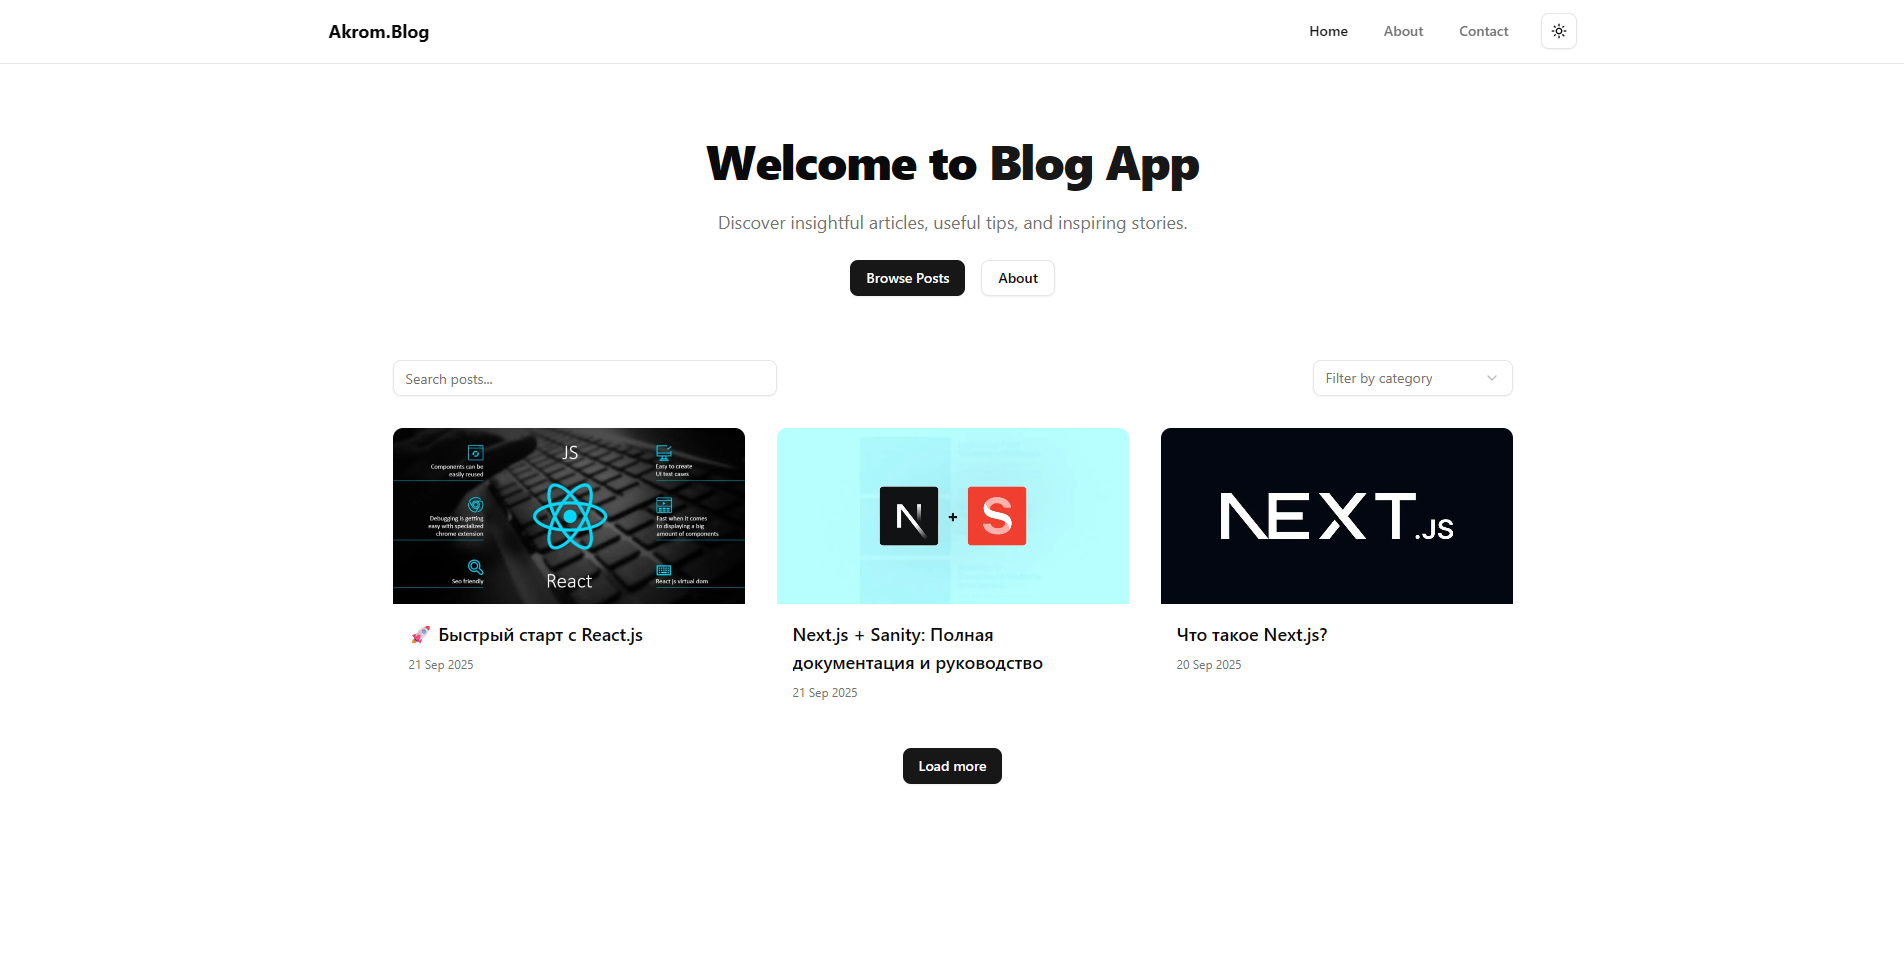 Akrom.Blog
Home
About
Contact
Welcome to Blog App
Discover insightful articles, useful tips, and inspiring stories.
Browse Posts
About
Search posts...
Filter by category
JS
Components can be
easily reused
Debugging is getting
easy with specialized
chrome extension
Seo friendly
Easy to create
UI test cases
Fast when it comes
to displaying a big
amount of components
React js virtual dom
React
N + S
NEXT.JS
🚀 Быстрый старт с React.js
21 Sep 2025
Next.js + Sanity: Полная
документация и руководство
21 Sep 2025
Что такое Next.js?
20 Sep 2025
Load more